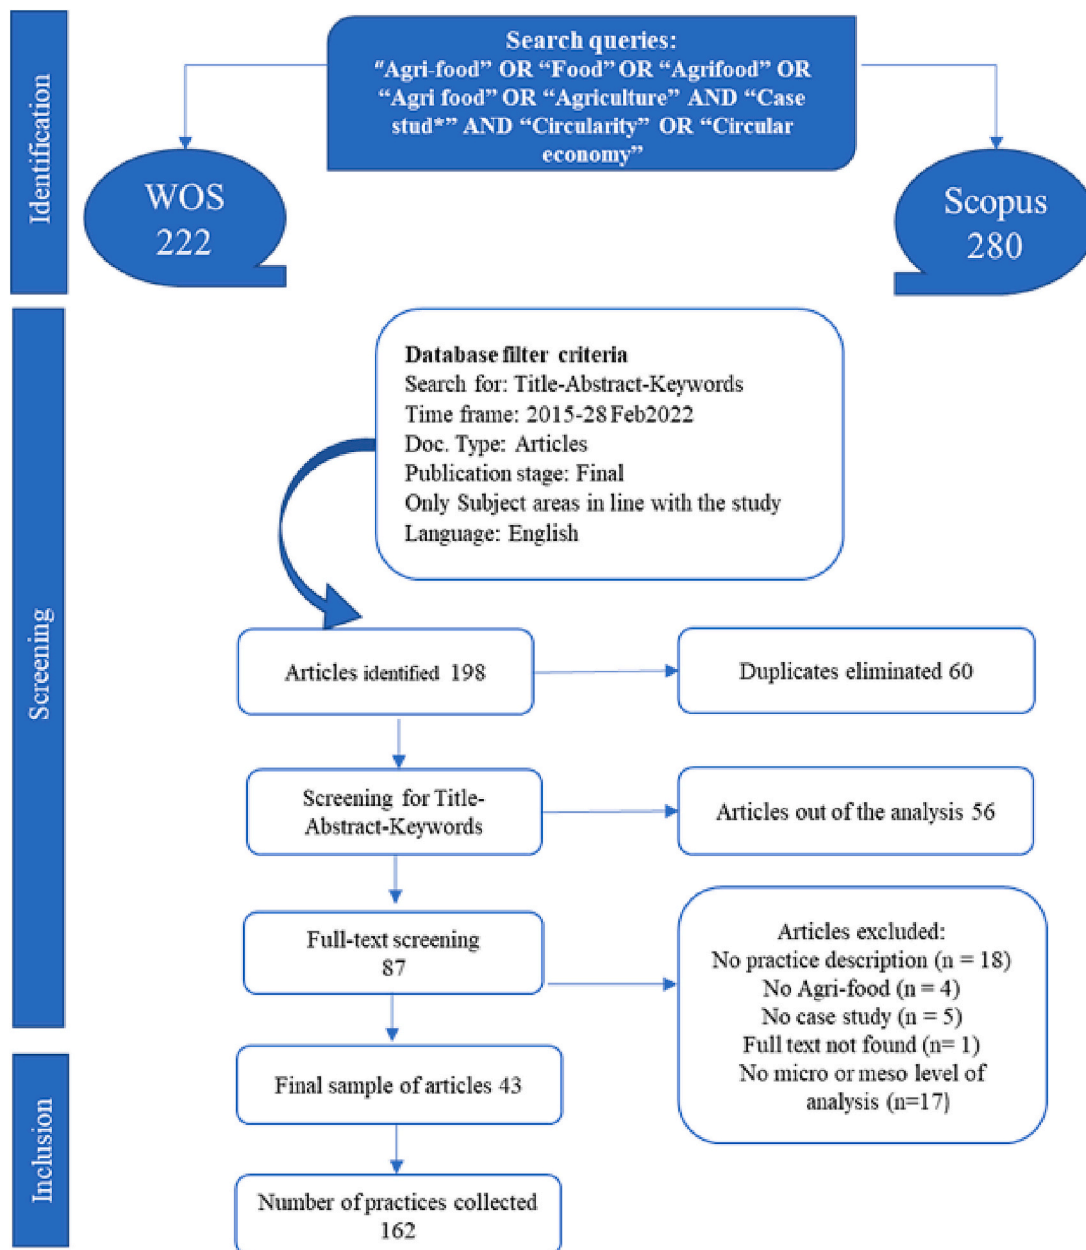 Identification
Search queries:
“Agri-food” OR “Food” OR “Agrifood” OR
“Agri food” OR “Agriculture” AND “Case
stud*” AND “Circularity” OR “Circular
economy”
WOS
222
Scopus
280
Screening
Database filter criteria
Search for: Title-Abstract-Keywords
Time frame: 2015-28 Feb2022
Doc. Type: Articles
Publication stage: Final
Only Subject areas in line with the study
Language: English
Articles identified 198
Duplicates eliminated 60
Screening for Title-
Abstract-Keywords
Articles out of the analysis 56
Full-text screening
87
Articles excluded:
No practice description (n = 18)
No Agri-food (n = 4)
No case study (n = 5)
Full text not found (n= 1)
No micro or meso level of
analysis (n=17)
Inclusion
Final sample of articles 43
Number of practices collected
162